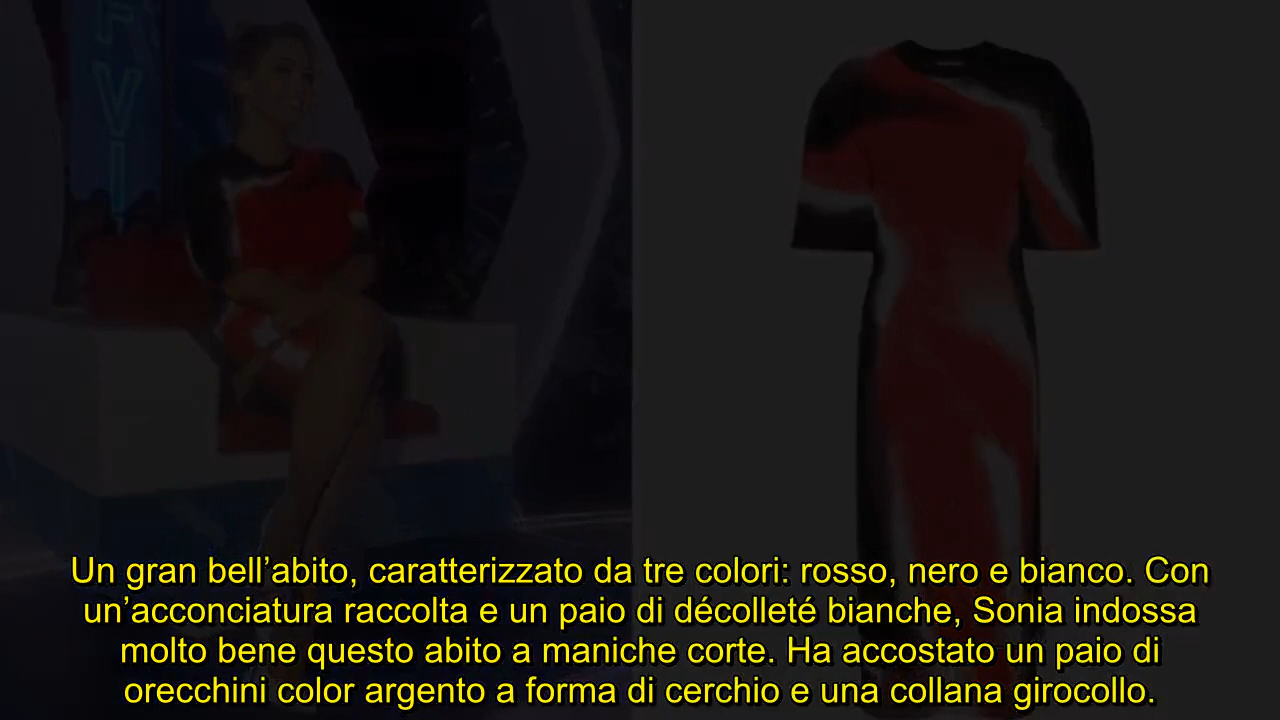 FVI
Un gran bell’abito, caratterizzato da tre colori: rosso, nero e bianco. Con
un’acconciatura raccolta e un paio di décolleté bianche, Sonia indossa
molto bene questo abito a maniche corte. Ha accostato un paio di
orecchini color argento a forma di cerchio e una collana girocollo.